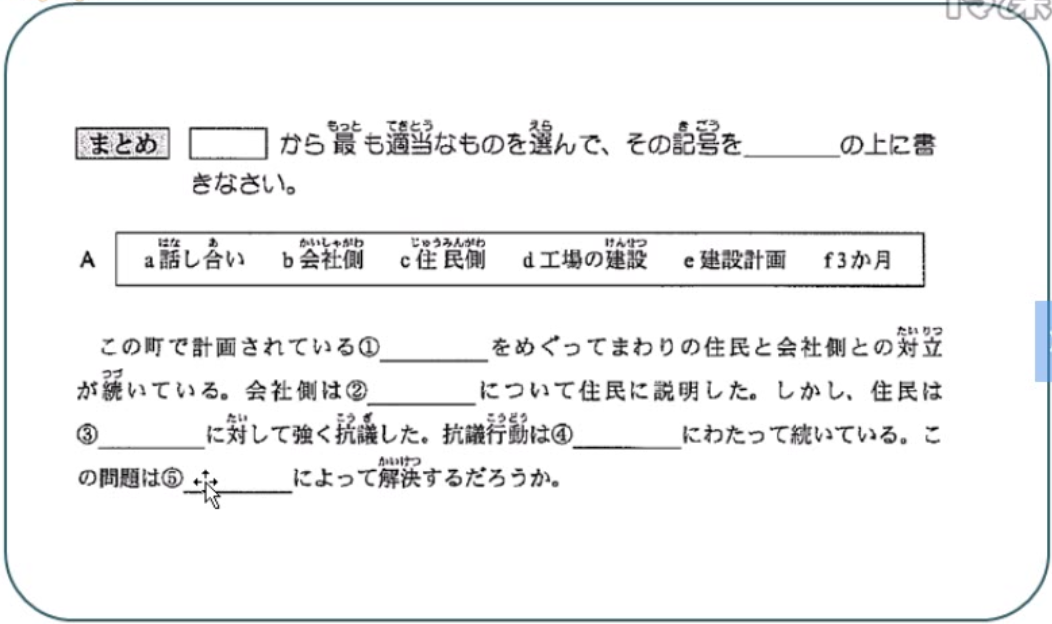 まとめ から最も適当なものを選んで、その記号を＿＿＿＿の上に書
きなさい。
A a話し合い b会社側 c住民側 d工場の建設 e建設計画 f3か月
この町で計画されている①＿＿＿＿をめぐってまわりの住民と会社側との対立
が続いている。会社側は②＿＿＿＿について住民に説明した。しかし、住民は
③＿＿＿＿に対して強く抗議した。抗議行動は④＿＿＿＿にわたって続いている。こ
の問題は⑤＿＿＿＿によって解決するだろうか。